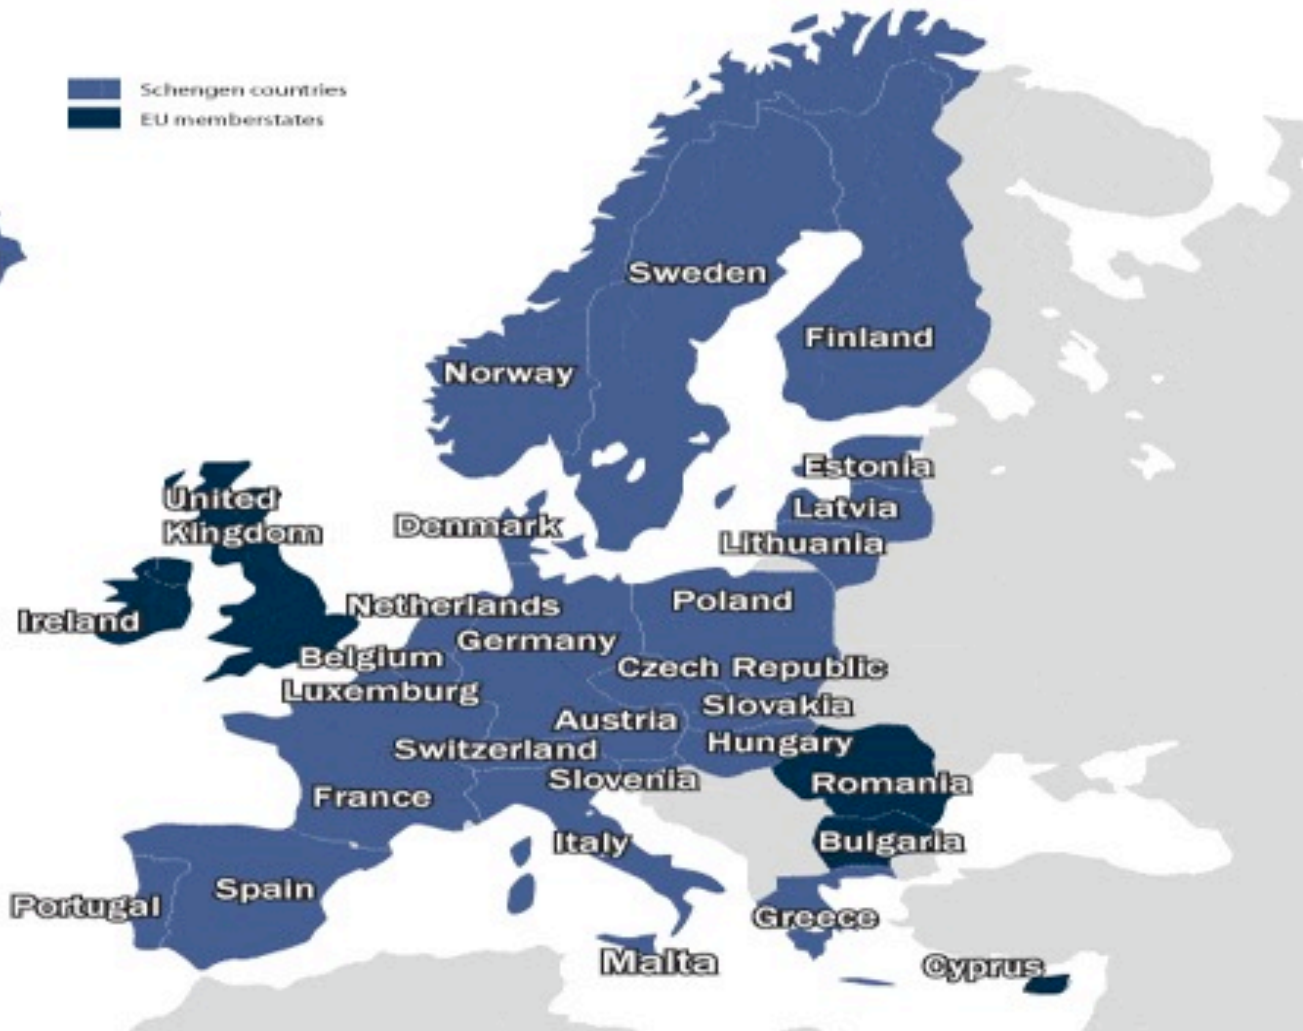 Schengen countries
EU memberstates
Sweden
Finland
Norway
Estonia
United
Kingdom
Denmark
Latvia
Lithuania
Ireland
Netherlands
Poland
Germany
Belgium
Czech Republic
Luxemburg
Slovakia
Austria
Hungary
Switzerland
Slovenia
Romania
France
Italy
Bulgaria
Spain
Portugal
Greece
Malta
Cyprus